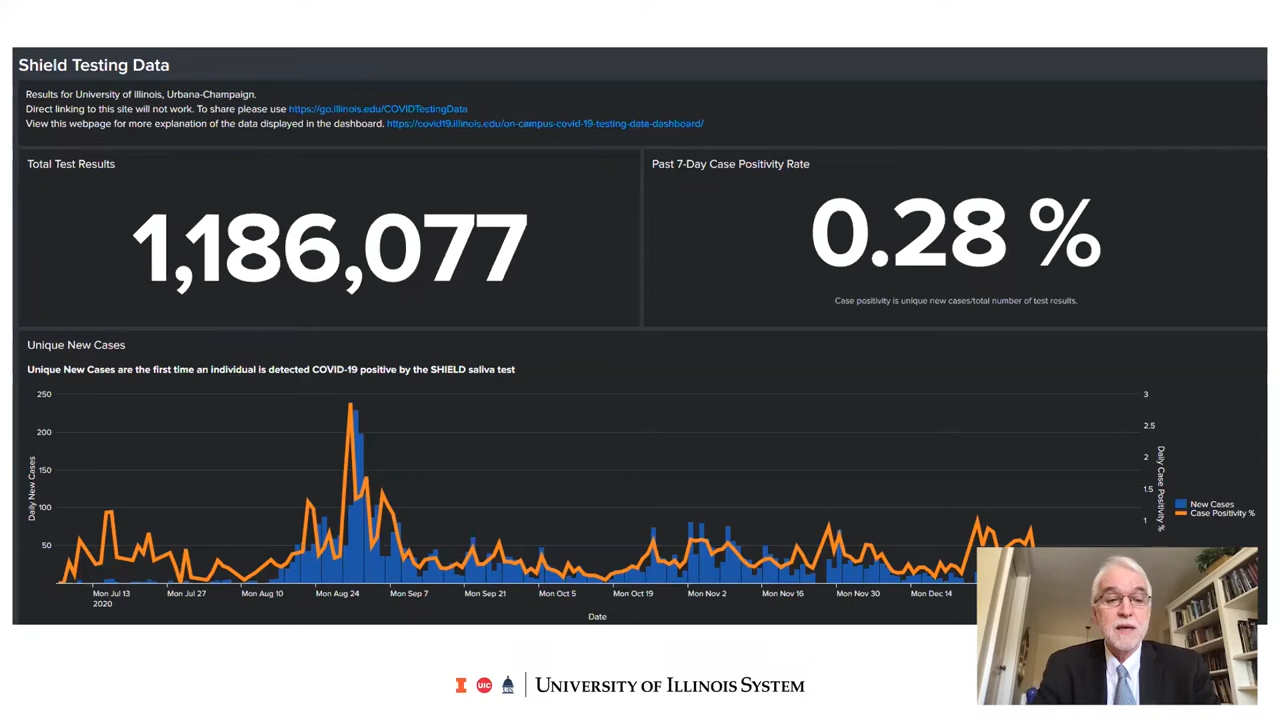 Shield Testing Data
Results for University of Illinois, Urbana-Champaign.
Direct linking to this site will not work. To share please use https://go.illinois.edu/COVIDTestingData
View this webpage for more explanation of the data displayed in the dashboard. https://covid19.illinois.edu/on-campus-covid-19-testing-data-dashboard/
Total Test Results
1,186,077
Past 7-Day Case Positivity Rate
0.28 %
Case positivity is unique new cases/total number of test results.
Unique New Cases
Unique New Cases are the first time an individual is detected COVID-19 positive by the SHIELD saliva test
250
200
150
100
50
Daily New Cases
3
2.5
2
1.5
1
Daily Case Positivity %
New Cases
Case Positivity %
Mon Jul 13 Mon Jul 27 Mon Aug 10 Mon Aug 24 Mon Sep 7 Mon Sep 21 Mon Oct 5 Mon Oct 19 Mon Nov 2 Mon Nov 16 Mon Nov 30 Mon Dec 14
2020
Date
I UIC UIS UNIVERSITY OF ILLINOIS SYSTEM